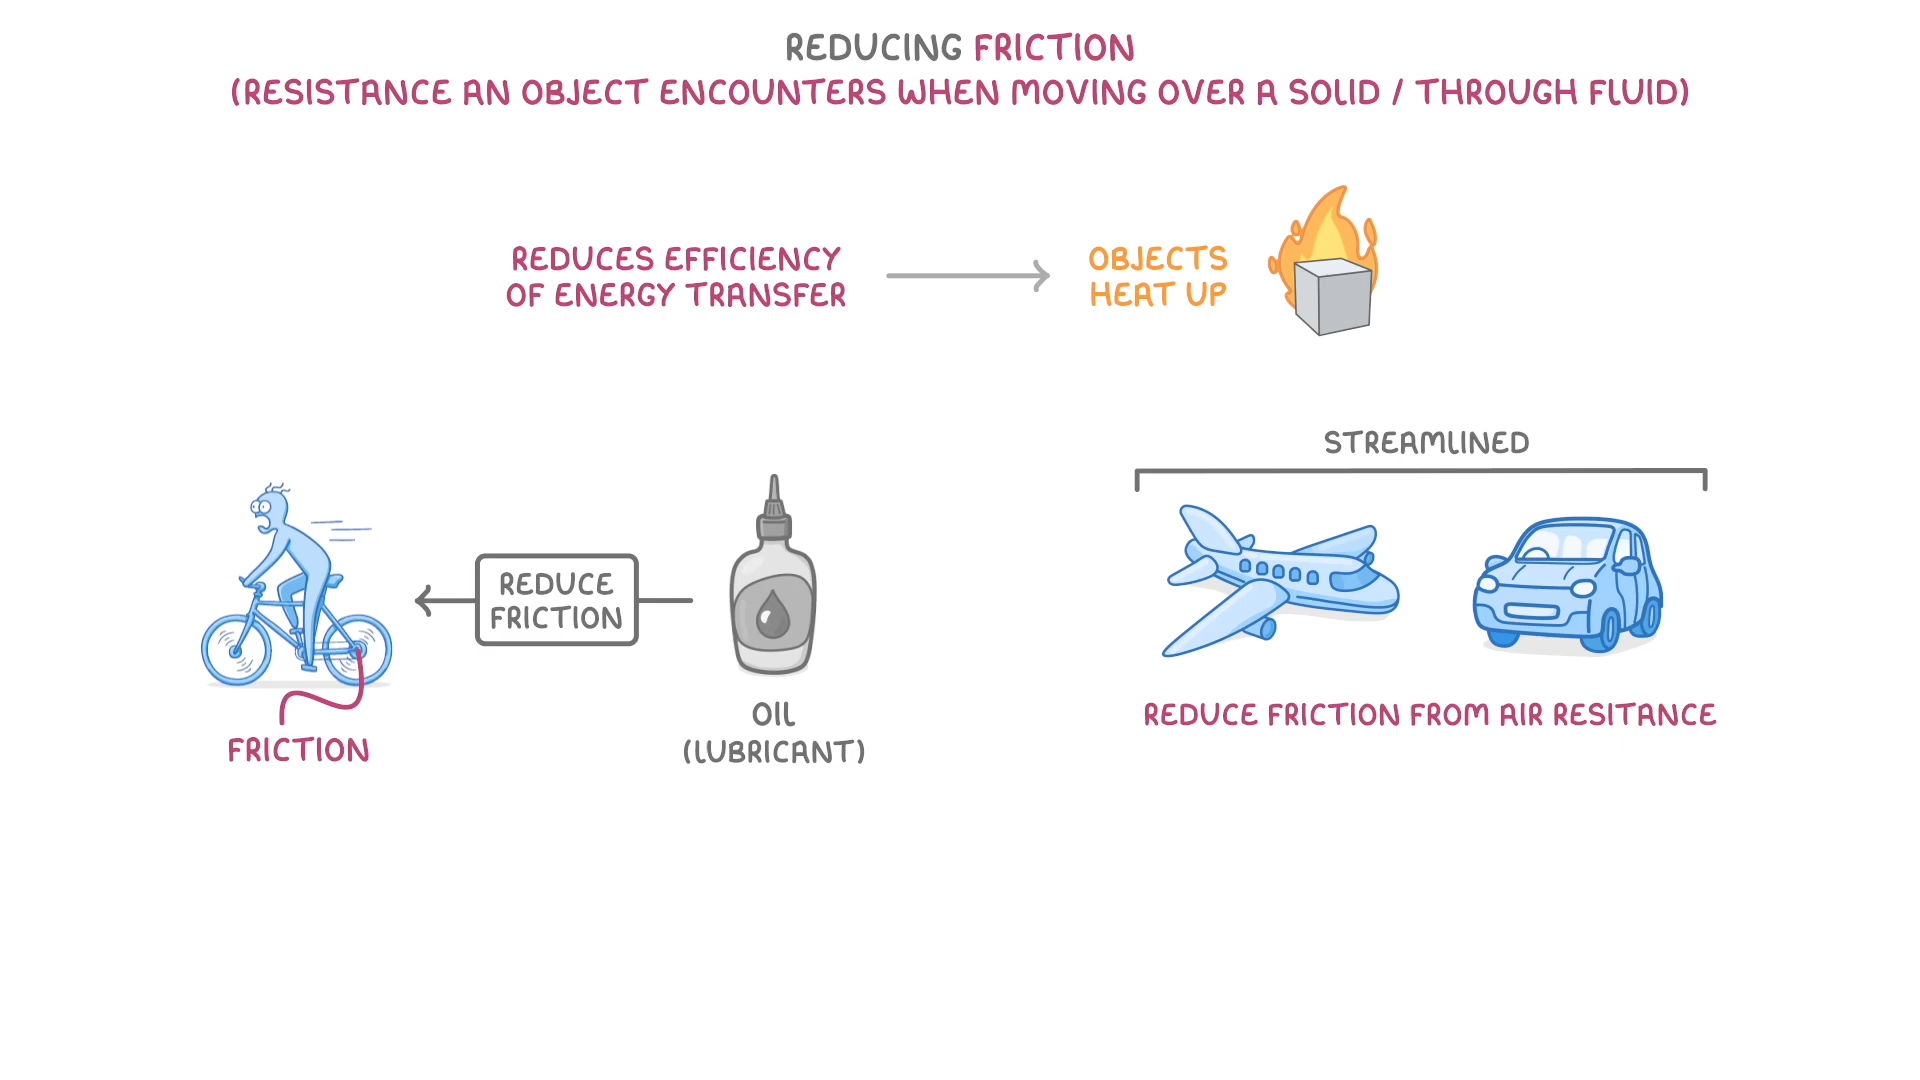 REDUCING FRICTION
(RESISTANCE AN OBJECT ENCOUNTERS WHEN MOVING OVER A SOLID / THROUGH FLUID)
REDUCES EFFICIENCY
OF ENERGY TRANSFER
OBJECTS
HEAT UP
STREAMLINED
REDUCE
FRICTION
OIL
(LUBRICANT)
FRICTION
REDUCE FRICTION FROM AIR RESITANCE